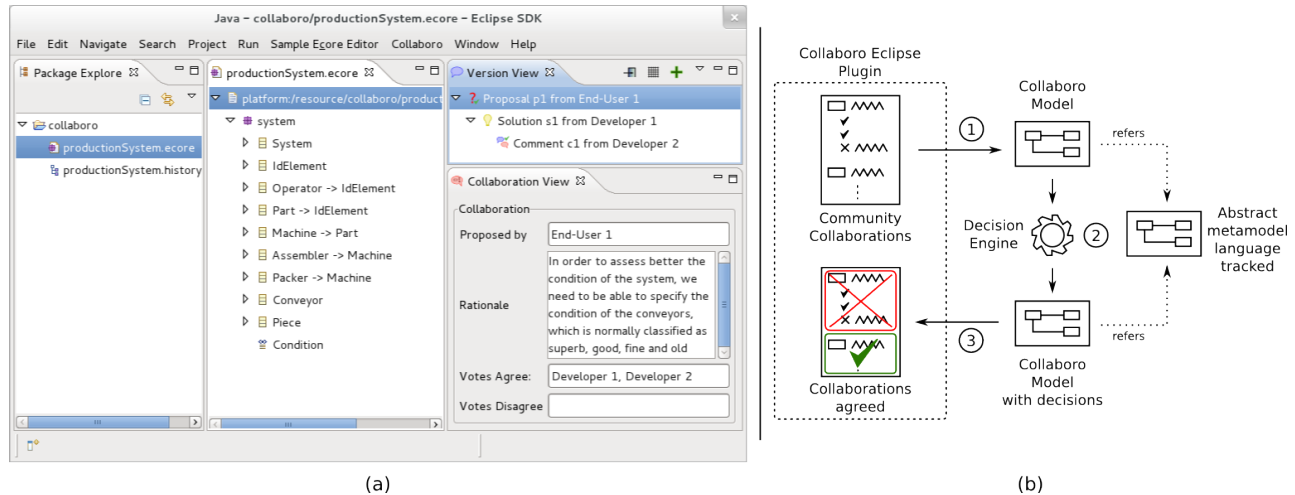 Java – collaboro/productionSystem.ecore – Eclipse SDK
File Edit Navigate Search Project Run Sample Ecore Editor Collaboro Window Help
Package Explore
collaboro
productionSystem.ecore
productionSystem.history
productionSystem.ecore
platform:/resource/collaboro/product
system
System
IdElement
Operator -> IdElement
Part -> IdElement
Machine -> Part
Assembler -> Machine
Packer -> Machine
Conveyor
Piece
Condition
Version View
Proposal p1 from End-User 1
Solution s1 from Developer 1
Comment c1 from Developer 2
Collaboration View
Collaboration
Proposed by
End-User 1
Rationale
In order to assess better the
condition of the system, we
need to be able to specify the
condition of the conveyors,
which is normally classified as
superb, good, fine and old
Votes Agree:
Developer 1, Developer 2
Votes Disagree
(a)
Collaboro Eclipse
Plugin
Community
Collaborations
1
Collaboro
Model
refers
Decision
Engine
2
Abstract
metamodel
language
tracked
3
refers
Collaboro
Model
with decisions
Collaborations
agreed
(b)